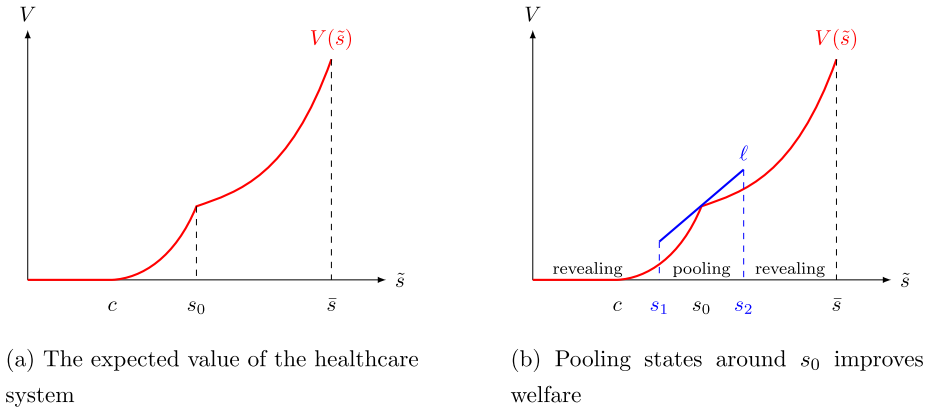 V
V(s̃)
s̃
c
s₀
s̄
(a) The expected value of the healthcare
system
V
V(s̃)
ℓ
revealing
pooling
revealing
s̃
c
s₁
s₀
s₂
s̄
(b) Pooling states around s₀ improves
welfare